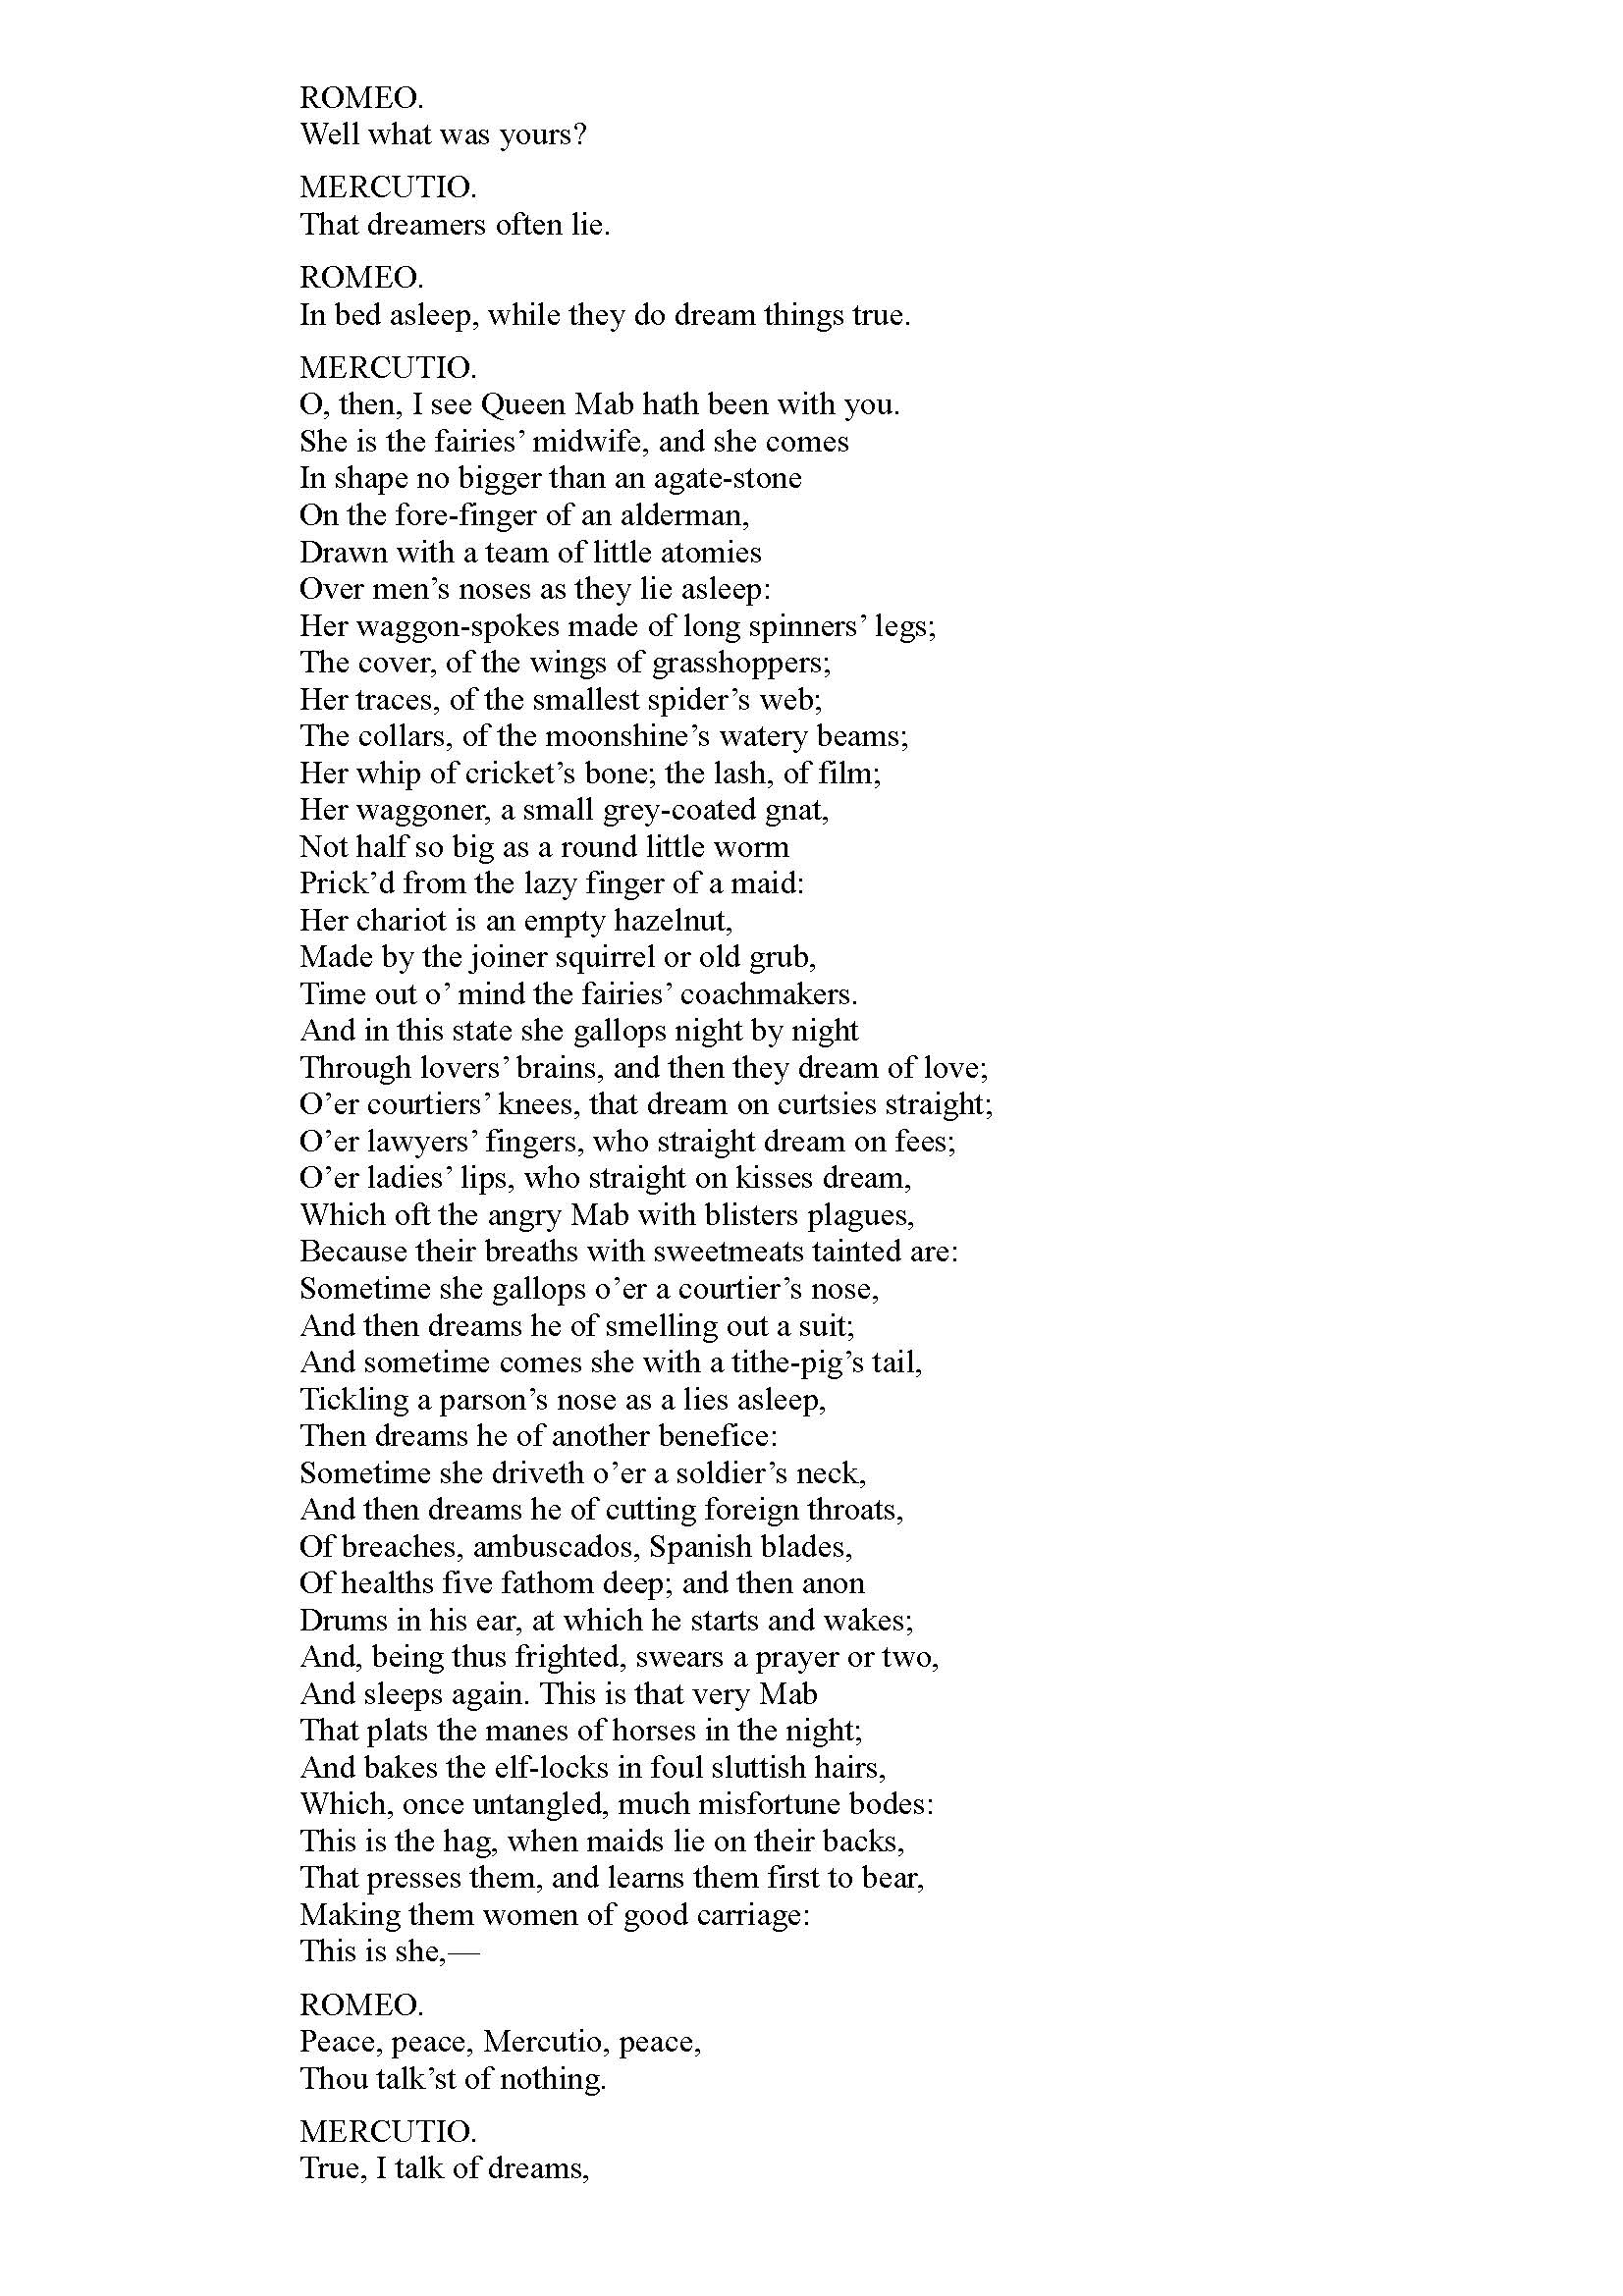 ROMEO.
Well what was yours?
MERCUTIO.
That dreamers often lie.
ROMEO.
In bed asleep, while they do dream things true.
MERCUTIO.
O, then, I see Queen Mab hath been with you.
She is the fairies’ midwife, and she comes
In shape no bigger than an agate-stone
On the fore-finger of an alderman,
Drawn with a team of little atomies
Over men’s noses as they lie asleep:
Her waggon-spokes made of long spinners’ legs;
The cover, of the wings of grasshoppers;
Her traces, of the smallest spider’s web;
The collars, of the moonshine’s watery beams;
Her whip of cricket’s bone; the lash, of film;
Her waggoner, a small grey-coated gnat,
Not half so big as a round little worm
Prick’d from the lazy finger of a maid:
Her chariot is an empty hazelnut,
Made by the joiner squirrel or old grub,
Time out o’ mind the fairies’ coachmakers.
And in this state she gallops night by night
Through lovers’ brains, and then they dream of love;
O’er courtiers’ knees, that dream on curtsies straight;
O’er lawyers’ fingers, who straight dream on fees;
O’er ladies’ lips, who straight on kisses dream,
Which oft the angry Mab with blisters plagues,
Because their breaths with sweetmeats tainted are:
Sometime she gallops o’er a courtier’s nose,
And then dreams he of smelling out a suit;
And sometime comes she with a tithe-pig’s tail,
Tickling a parson’s nose as a lies asleep,
Then dreams he of another benefice:
Sometime she driveth o’er a soldier’s neck,
And then dreams he of cutting foreign throats,
Of breaches, ambuscados, Spanish blades,
Of healths five fathom deep; and then anon
Drums in his ear, at which he starts and wakes;
And, being thus frighted, swears a prayer or two,
And sleeps again. This is that very Mab
That plats the manes of horses in the night;
And bakes the elf-locks in foul sluttish hairs,
Which, once untangled, much misfortune bodes:
This is the hag, when maids lie on their backs,
That presses them, and learns them first to bear,
Making them women of good carriage:
This is she,—
ROMEO.
Peace, peace, Mercutio, peace,
Thou talk’st of nothing.
MERCUTIO.
True, I talk of dreams,